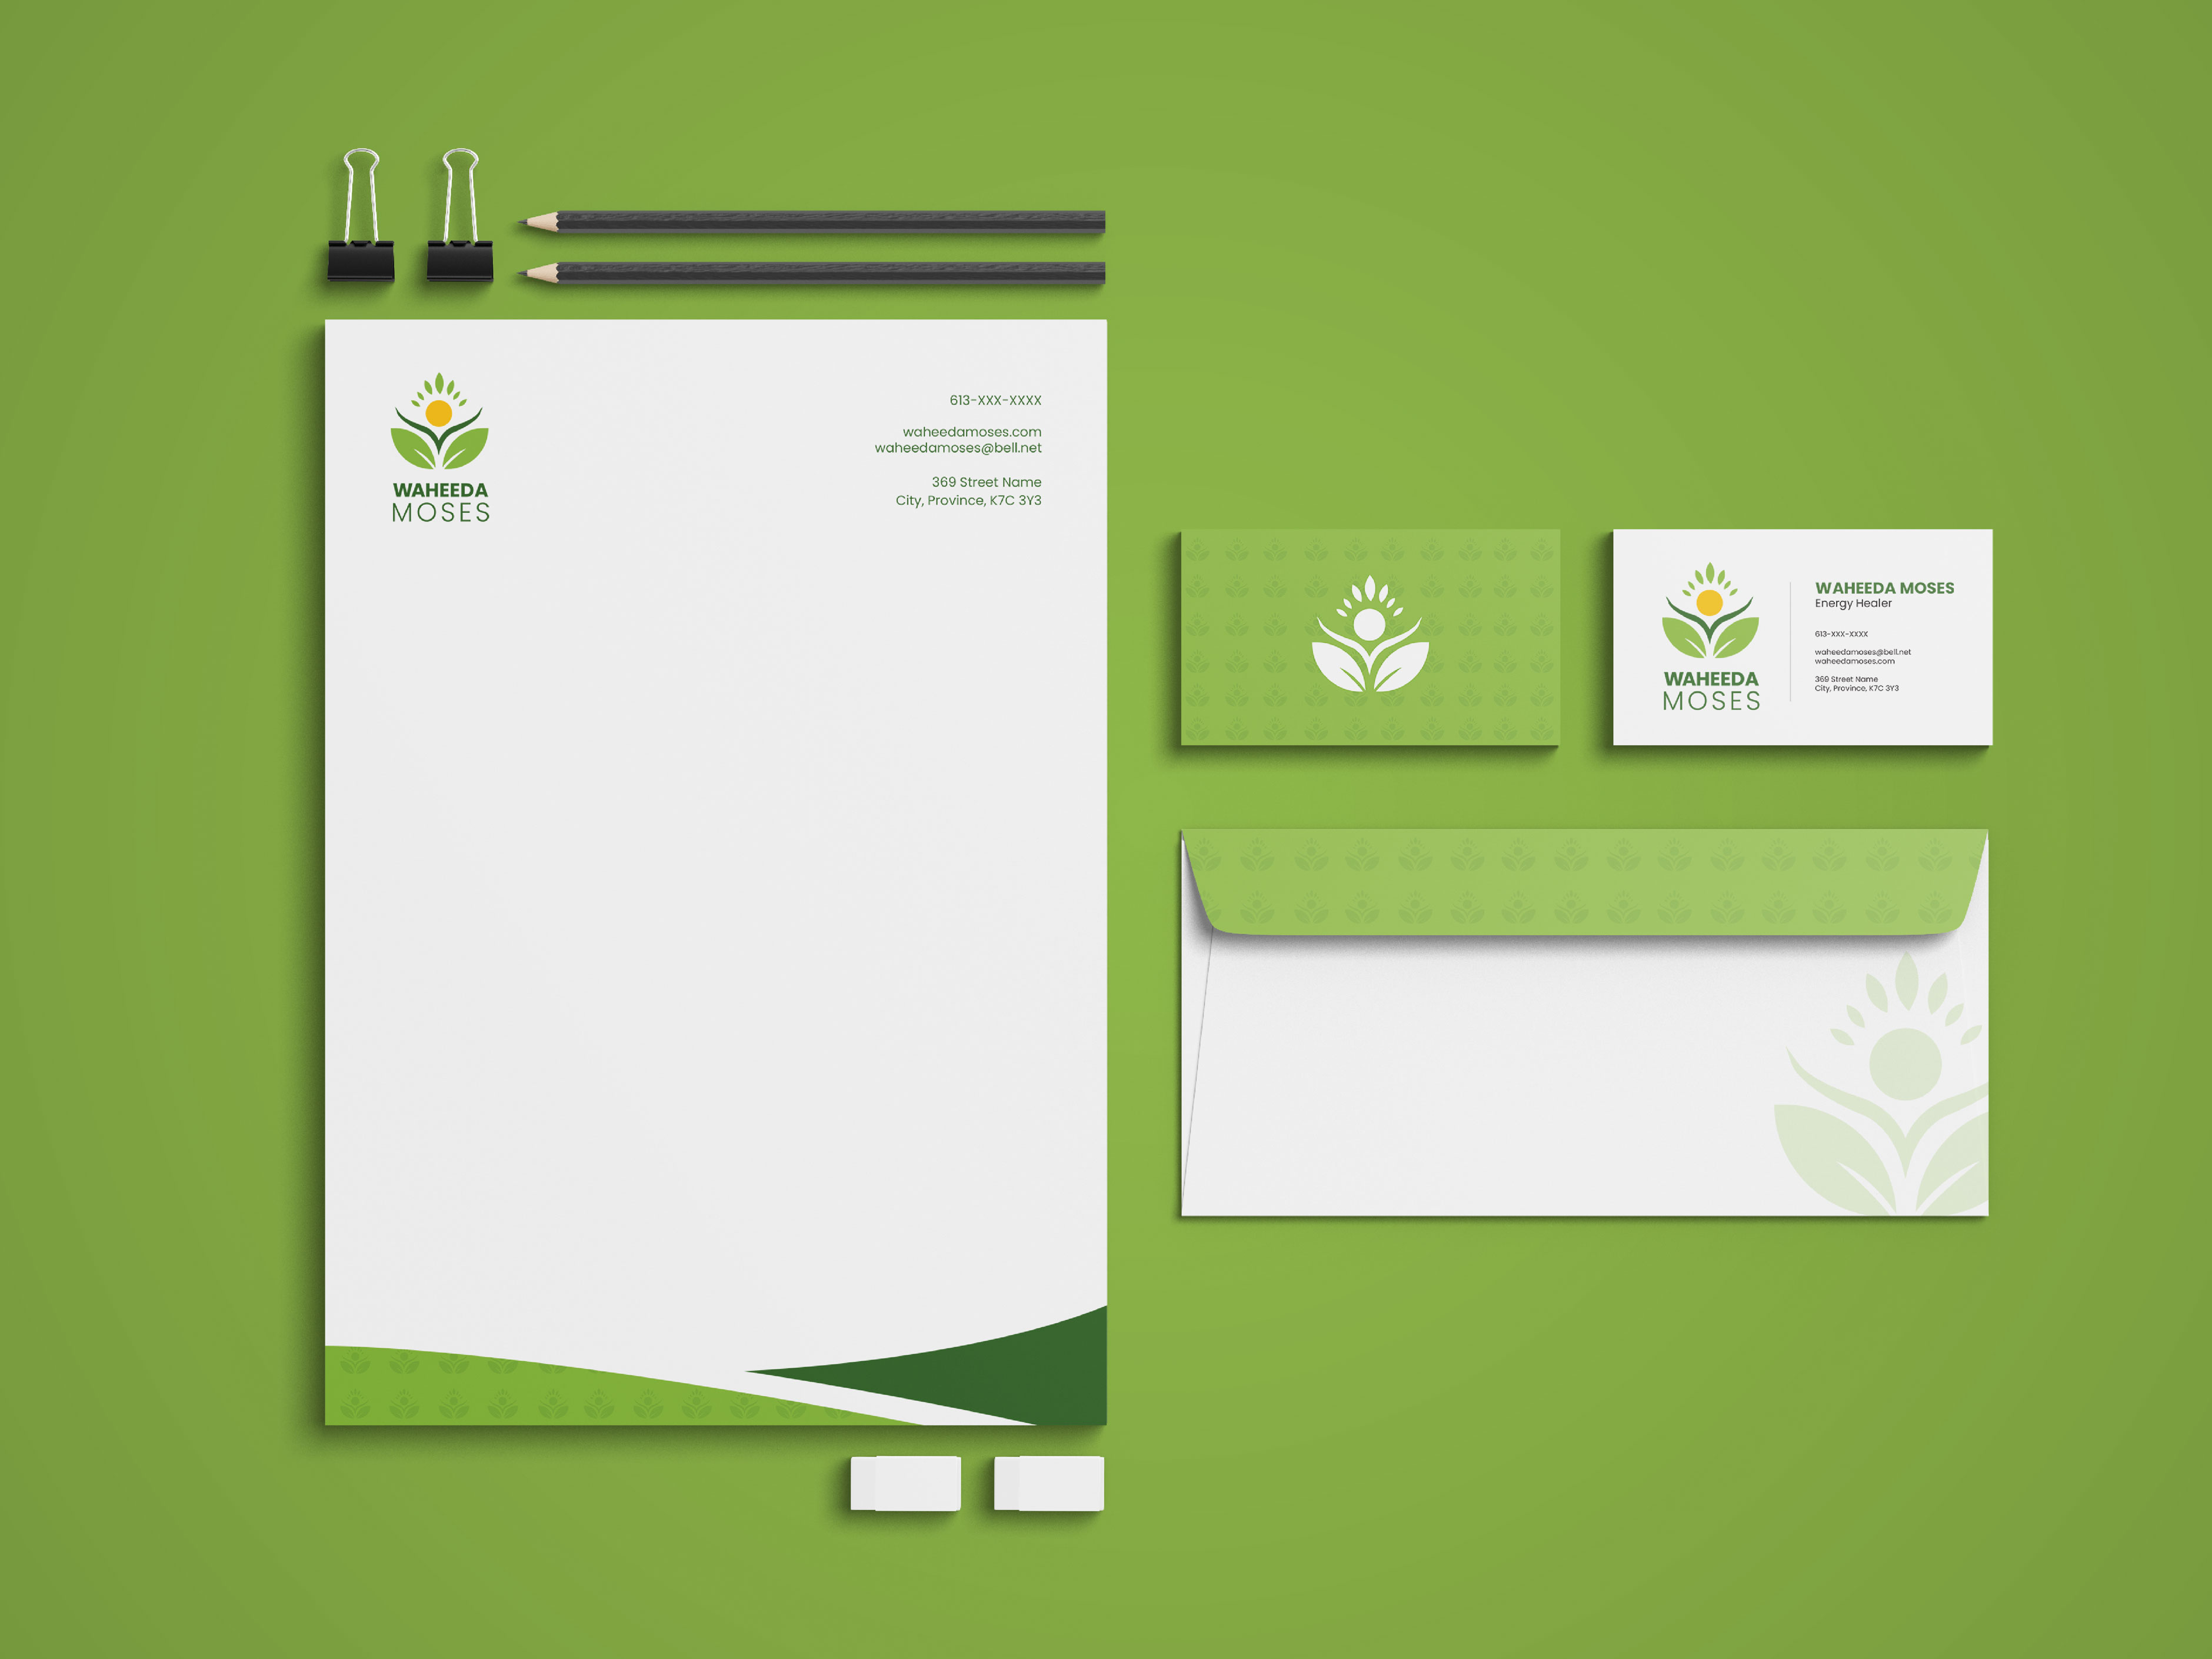 WAHEEDA
MOSES
613-XXX-XXXX
waheedamoses.com
waheedamoses@bell.net
369 Street Name
City, Province, K7C 3Y3
WAHEEDA
MOSES
WAHEEDA MOSES
Energy Healer
613-XXX-XXXX
waheedamoses@bell.net
waheedamoses.com
369 Street Name
City, Province, K7C 3Y3